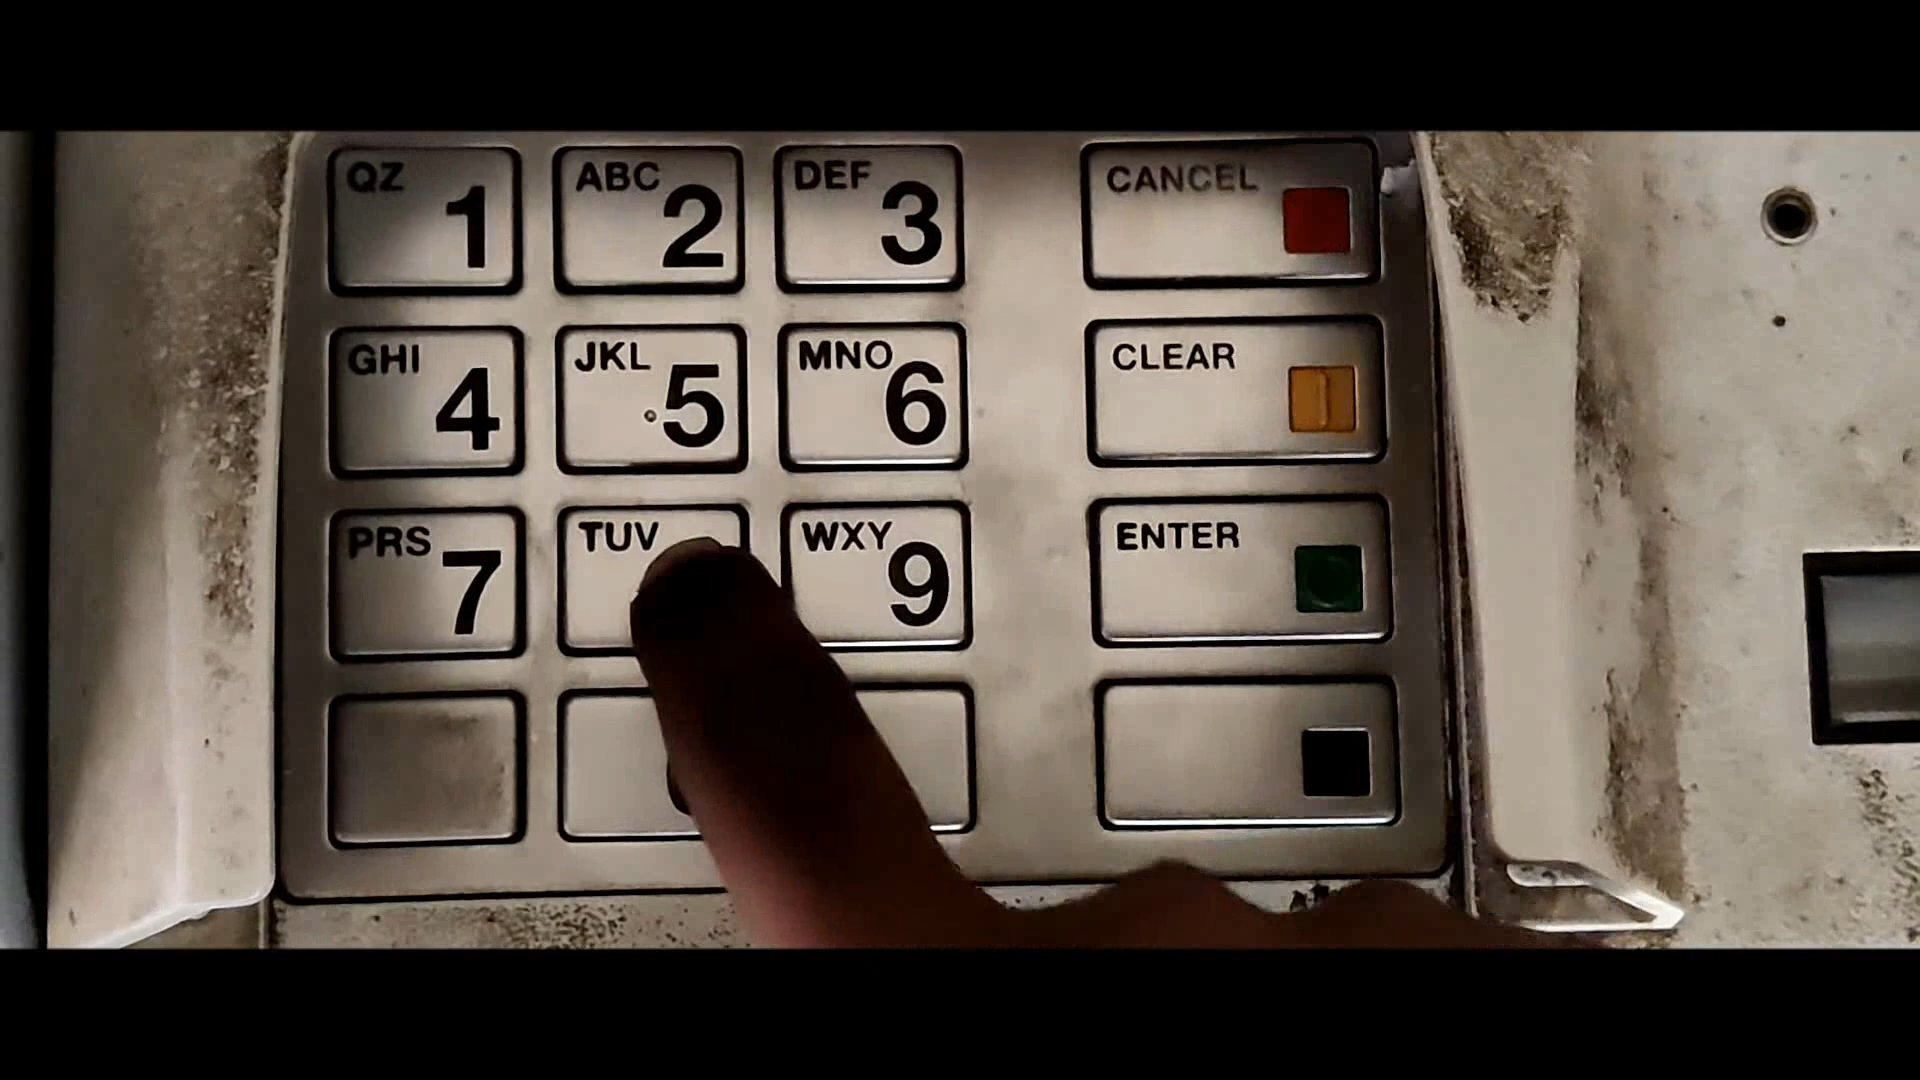 QZ 1 ABC 2 DEF 3 CANCEL
GHI 4 JKL 5 MNO 6 CLEAR
PRS 7 TUV WXY 9 ENTER